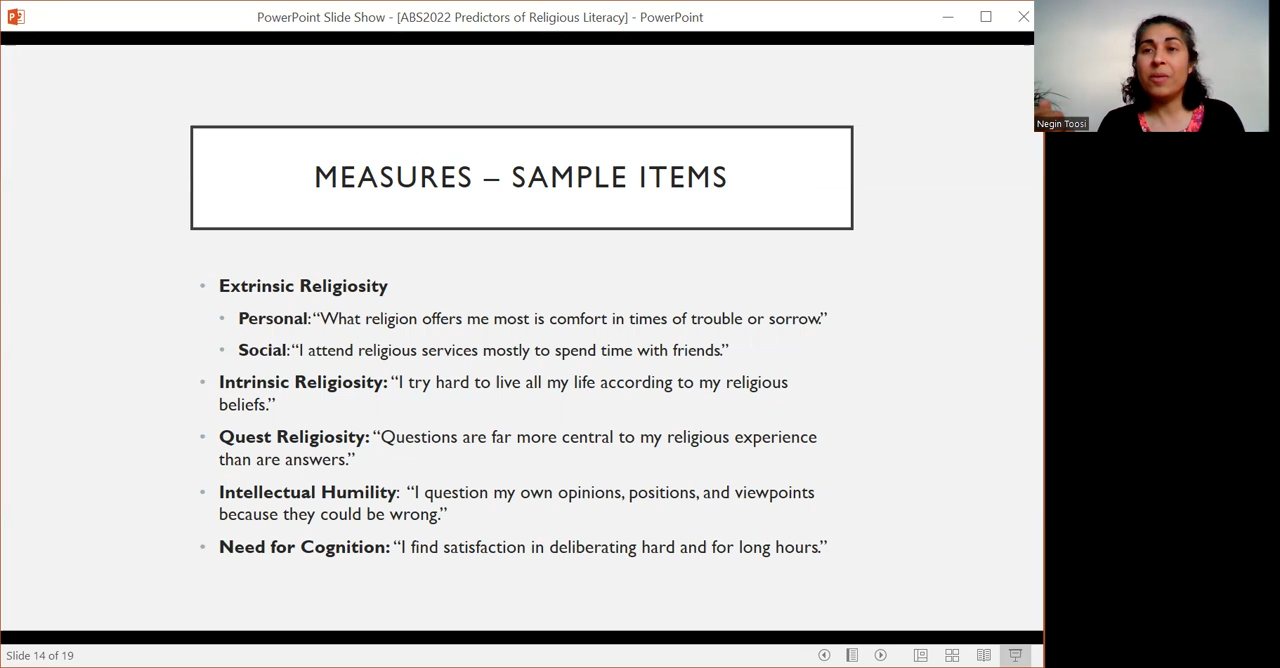 PowerPoint Slide Show - [ABS2022 Predictors of Religious Literacy] - PowerPoint
Negin Toosi
MEASURES – SAMPLE ITEMS
• Extrinsic Religiosity
• Personal:“What religion offers me most is comfort in times of trouble or sorrow.”
• Social:“I attend religious services mostly to spend time with friends.”
• Intrinsic Religiosity: “I try hard to live all my life according to my religious
beliefs.”
• Quest Religiosity: “Questions are far more central to my religious experience
than are answers.”
• Intellectual Humility: “I question my own opinions, positions, and viewpoints
because they could be wrong.”
• Need for Cognition: “I find satisfaction in deliberating hard and for long hours.”
Slide 14 of 19